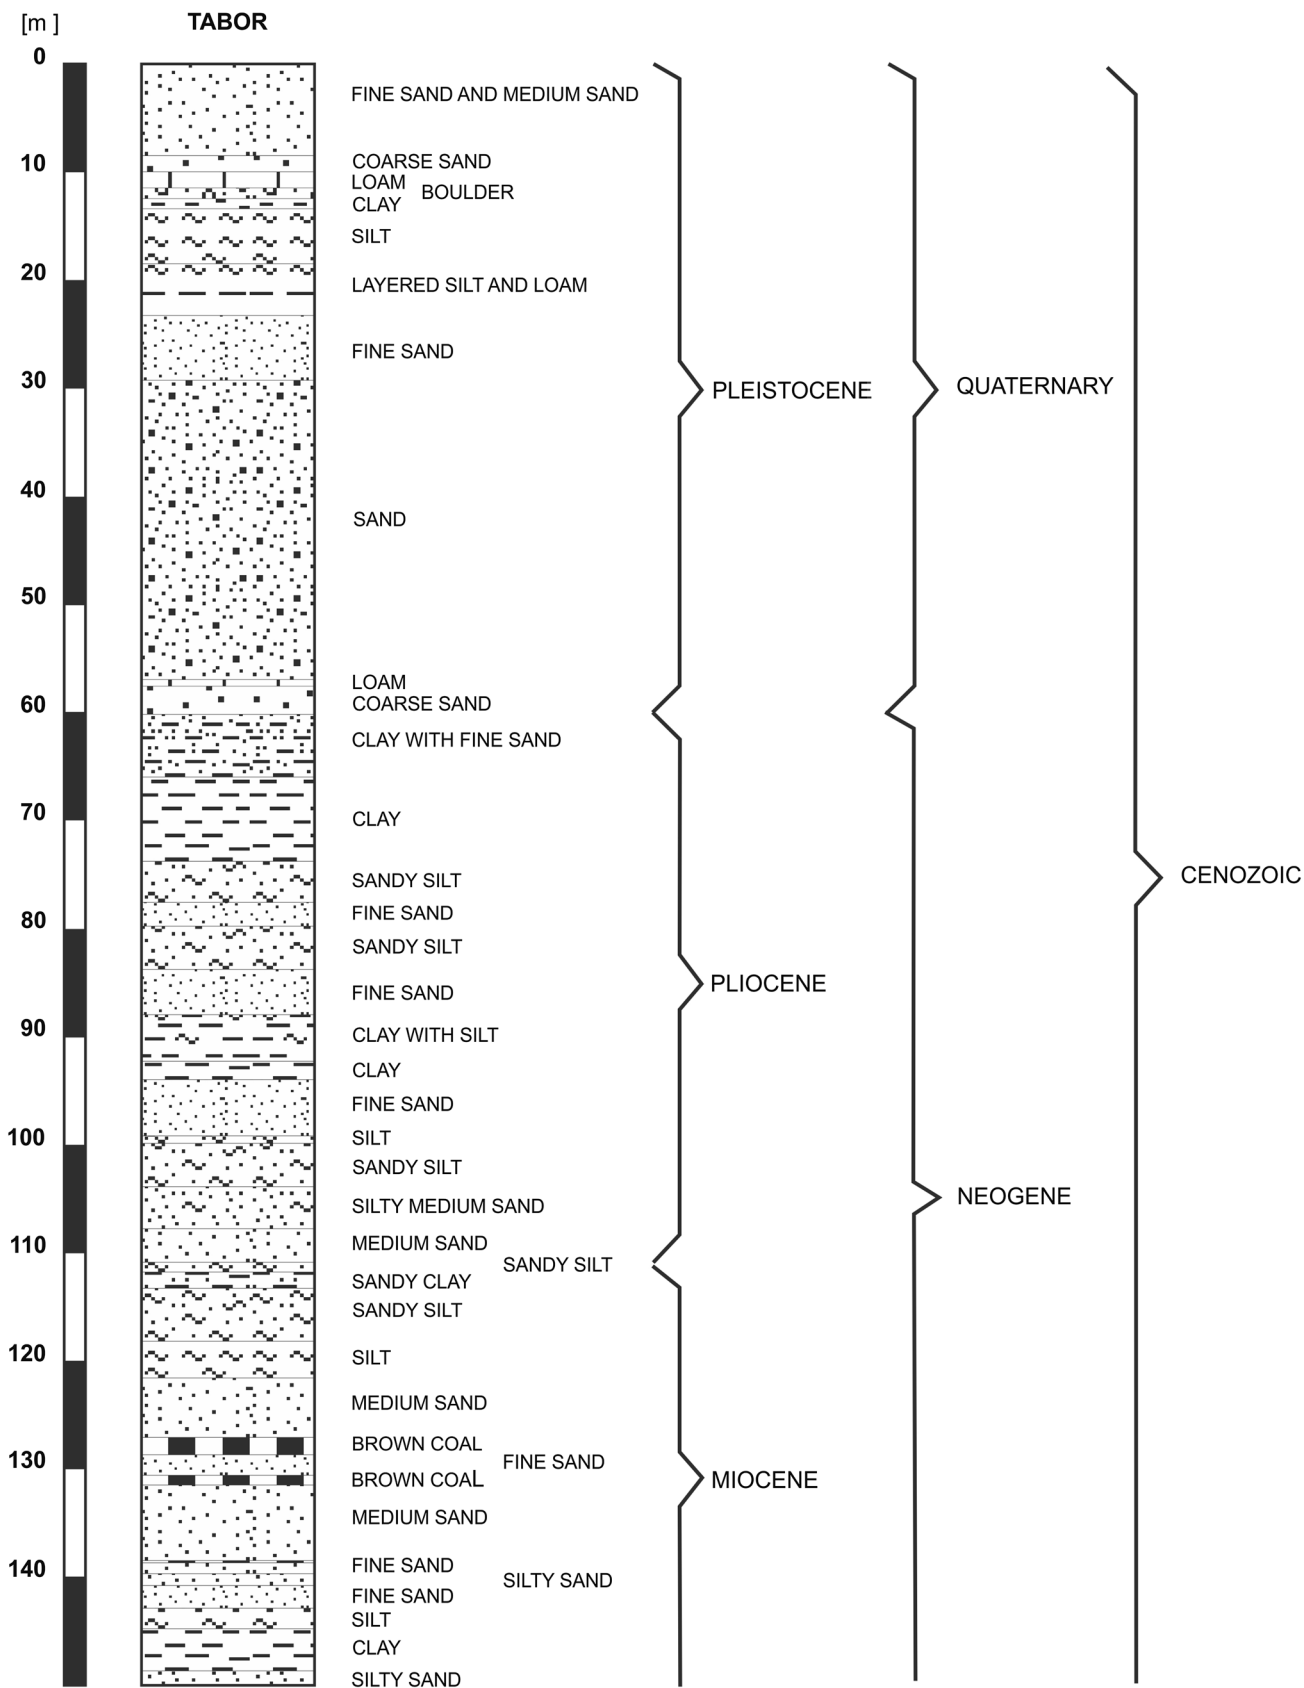 [m ] TABOR
0
FINE SAND AND MEDIUM SAND
COARSE SAND
10
LOAM
BOULDER
CLAY
SILT
20
LAYERED SILT AND LOAM
FINE SAND
30
PLEISTOCENE
QUATERNARY
40
SAND
50
LOAM
60
COARSE SAND
CLAY WITH FINE SAND
70
CLAY
CENOZOIC
SANDY SILT
FINE SAND
80
SANDY SILT
PLIOCENE
FINE SAND
90
CLAY WITH SILT
CLAY
FINE SAND
100
SILT
SANDY SILT
NEOGENE
SILTY MEDIUM SAND
110
MEDIUM SAND
SANDY SILT
SANDY CLAY
SANDY SILT
120
SILT
MEDIUM SAND
BROWN COAL
130
FINE SAND
BROWN COAL
MIOCENE
MEDIUM SAND
140
FINE SAND
SILTY SAND
FINE SAND
SILT
CLAY
SILTY SAND